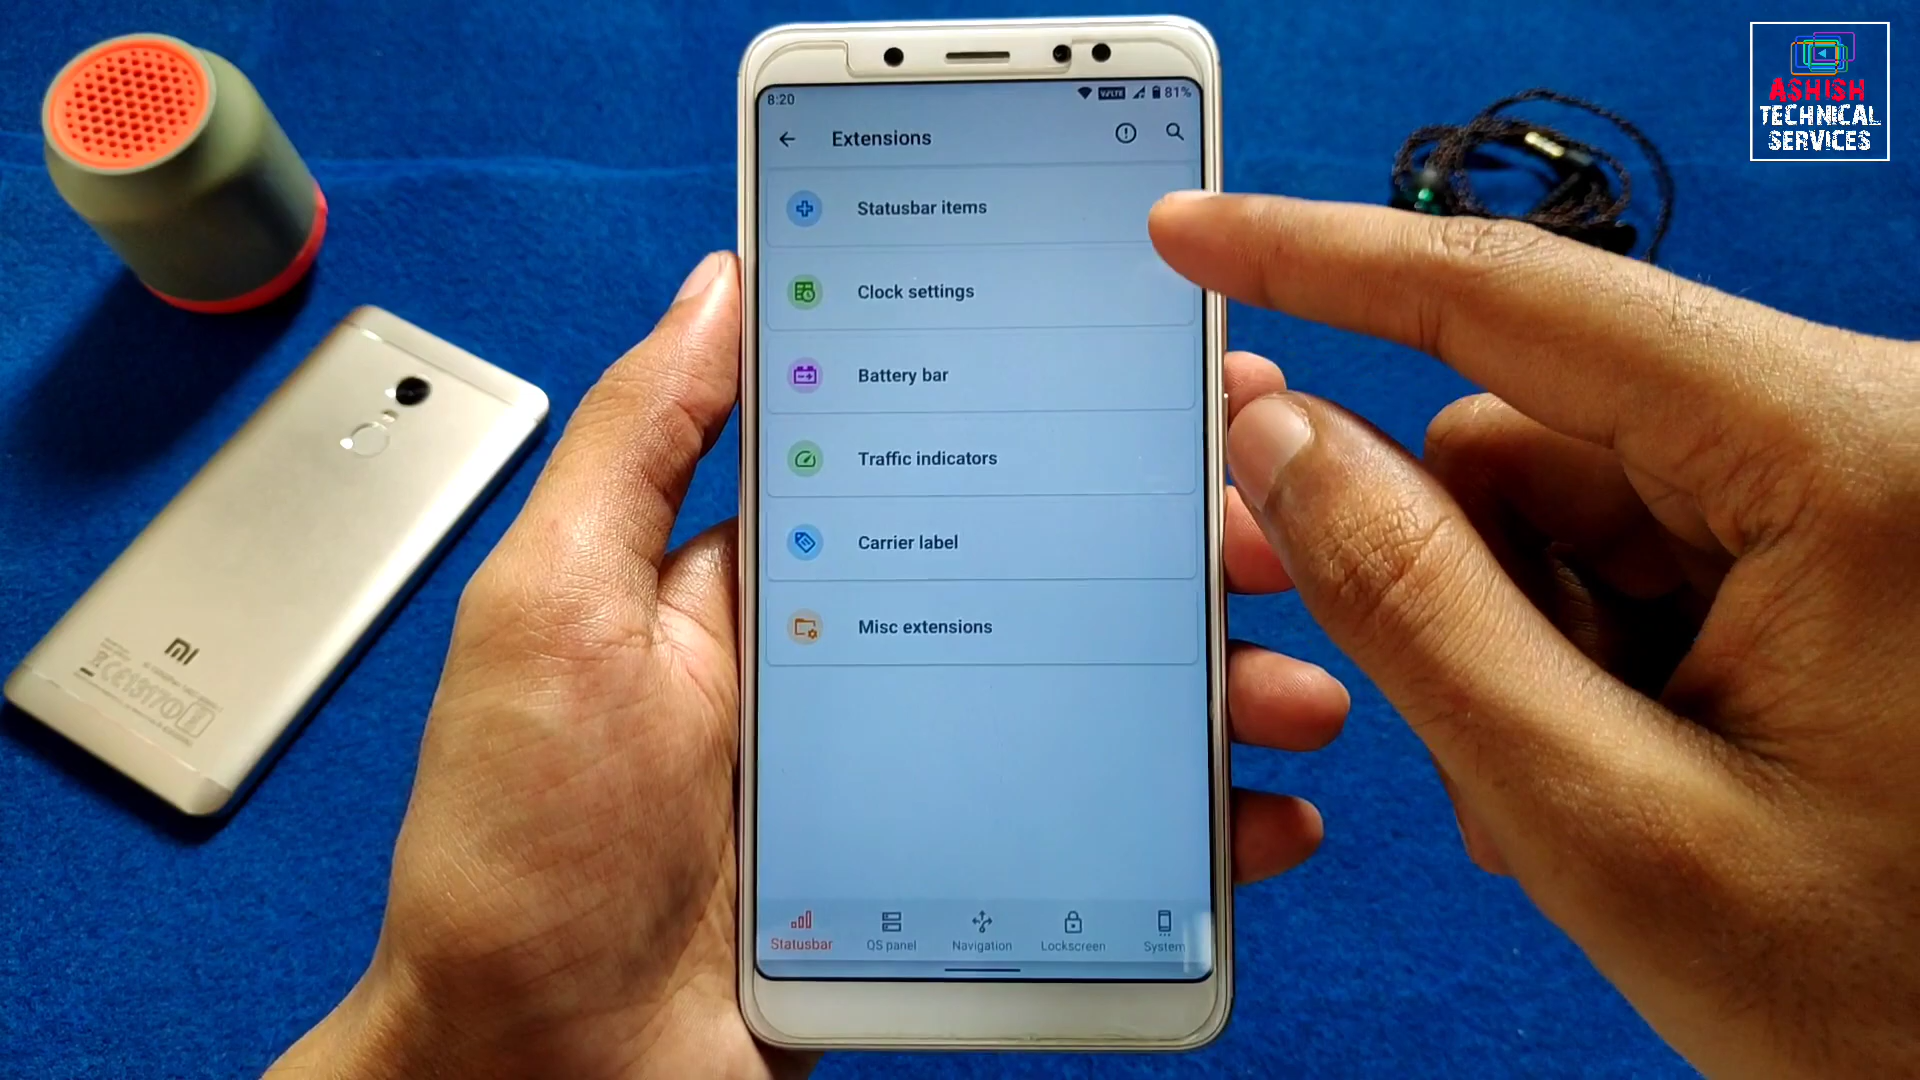 8:20
VoLTE
81%
Extensions
Statusbar items
Clock settings
Battery bar
Traffic indicators
Carrier label
Misc extensions
Statusbar
QS panel
Navigation
Lockscreen
System
ASHISH
TECHNICAL
SERVICES